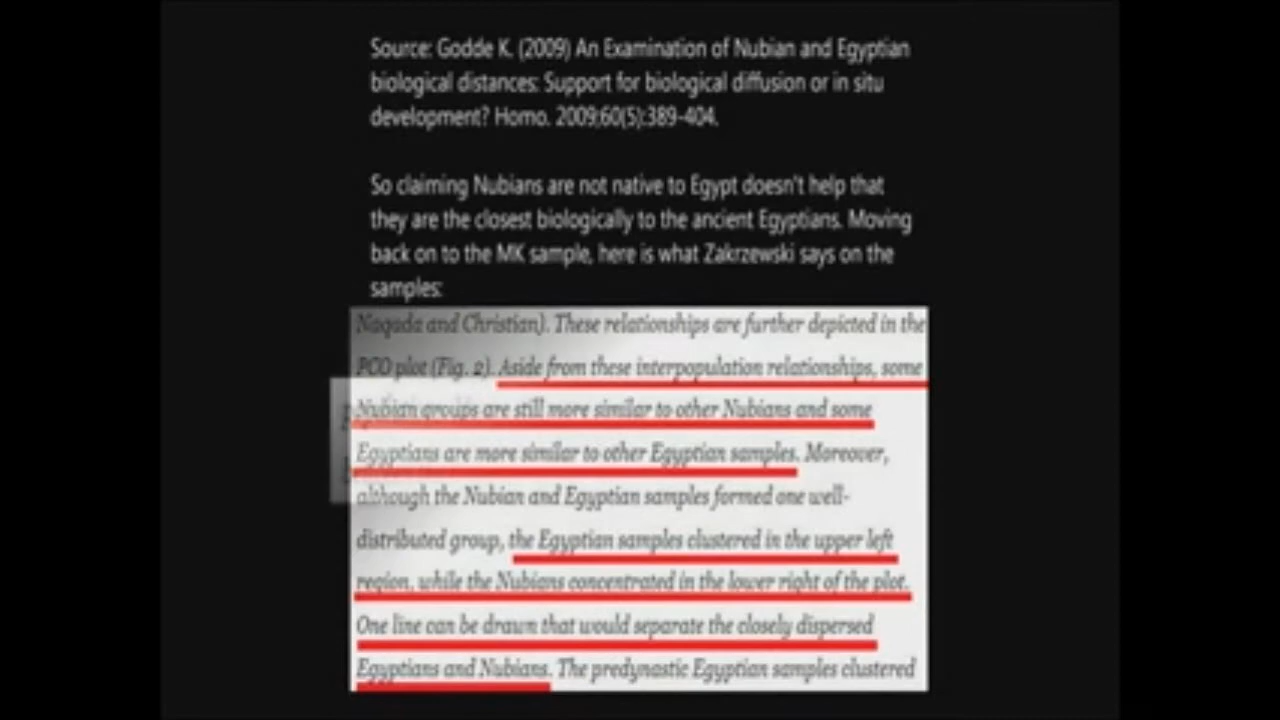 Source: Godde K. (2009) An Examination of Nubian and Egyptian
biological distances: Support for biological diffusion or in situ
development? Homo. 2009;60(5):389-404.
So claiming Nubians are not native to Egypt doesn't help that
they are the closest biologically to the ancient Egyptians. Moving
back on to the MK sample, here is what Zakrzewski says on the
samples:
Naqada and Christian). These relationships are further depicted in the
PCO plot (Fig. 2). Aside from these interpopulation relationships, some
Nubian groups are still more similar to other Nubians and some
Egyptians are more similar to other Egyptian samples. Moreover,
although the Nubian and Egyptian samples formed one well-
distributed group, the Egyptian samples clustered in the upper left
region, while the Nubians concentrated in the lower right of the plot.
One line can be drawn that would separate the closely dispersed
Egyptians and Nubians. The predynastic Egyptian samples clustered